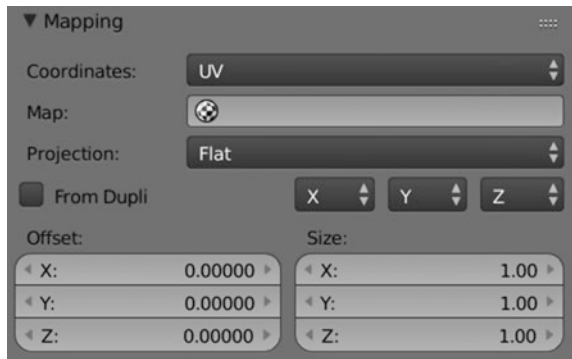 Mapping
Coordinates: UV
Map:
Projection: Flat
From Dupli X Y Z
Offset: Size:
X: 0.00000 X: 1.00
Y: 0.00000 Y: 1.00
Z: 0.00000 Z: 1.00